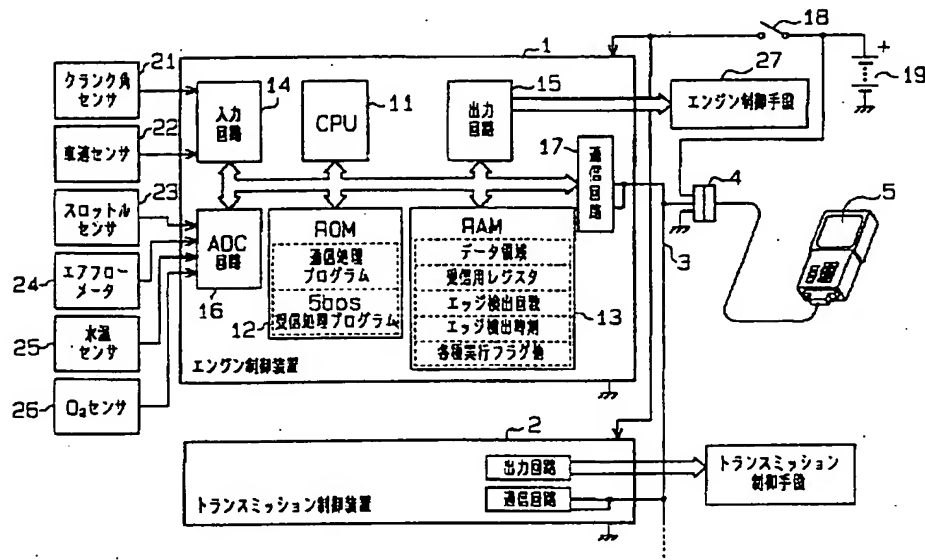 18
1
21
クランク角
センサ
14
入力
回路
11
CPU
15
出力
回路
27
エンジン制御手段
+
19
22
車速センサ
17
通信回路
4
5
23
スロットル
センサ
24
エアフロー
メータ
ADC
回路
16
ROM
通信処理
プログラム
5bps
受信処理プログラム
12
RAM
データ領域
受信用レジスタ
エッジ検出回数
エッジ検出時刻
各種実行フラグ他
13
3
25
水温
センサ
エンジン制御装置
26
O₂センサ
2
出力回路
通信回路
トランスミッション制御装置
トランスミッション
制御手段